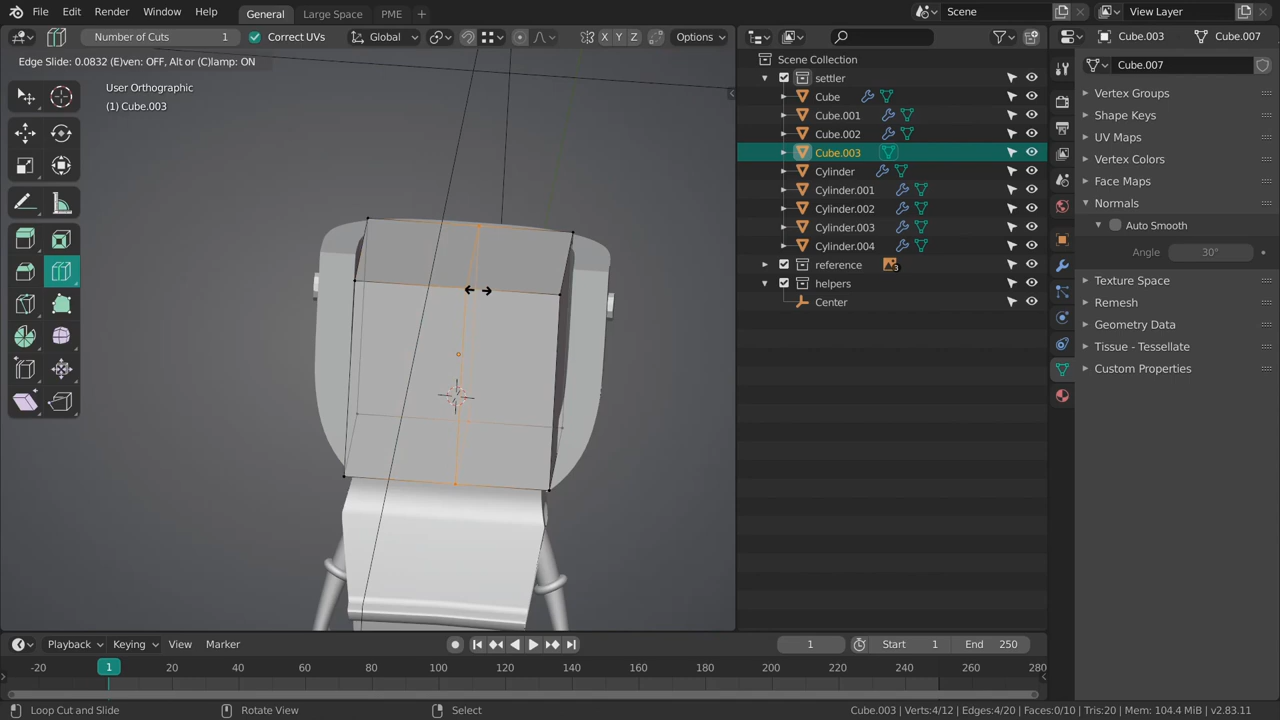 File Edit Render Window Help General Large Space PME + Scene View Layer
Number of Cuts 1 Correct UVs Global X Y Z Options Cube.003 Cube.007
Edge Slide: 0.0832 (E)ven: OFF, Alt or (C)lamp: ON
User Orthographic
(1) Cube.003
Scene Collection
settler
Cube
Cube.001
Cube.002
Cube.003
Cylinder
Cylinder.001
Cylinder.002
Cylinder.003
Cylinder.004
reference 3
helpers
Center
Cube.007
Vertex Groups
Shape Keys
UV Maps
Vertex Colors
Face Maps
Normals
Auto Smooth
Angle 30°
Texture Space
Remesh
Geometry Data
Tissue - Tessellate
Custom Properties
Playback Keying View Marker 1 Start 1 End 250
-20 1 20 40 60 80 100 120 140 160 180 200 220 240 260 280
Loop Cut and Slide Rotate View Select Cube.003 | Verts:4/12 | Edges:4/20 | Faces:0/10 | Tris:20 | Mem: 104.4 MiB | v2.83.11